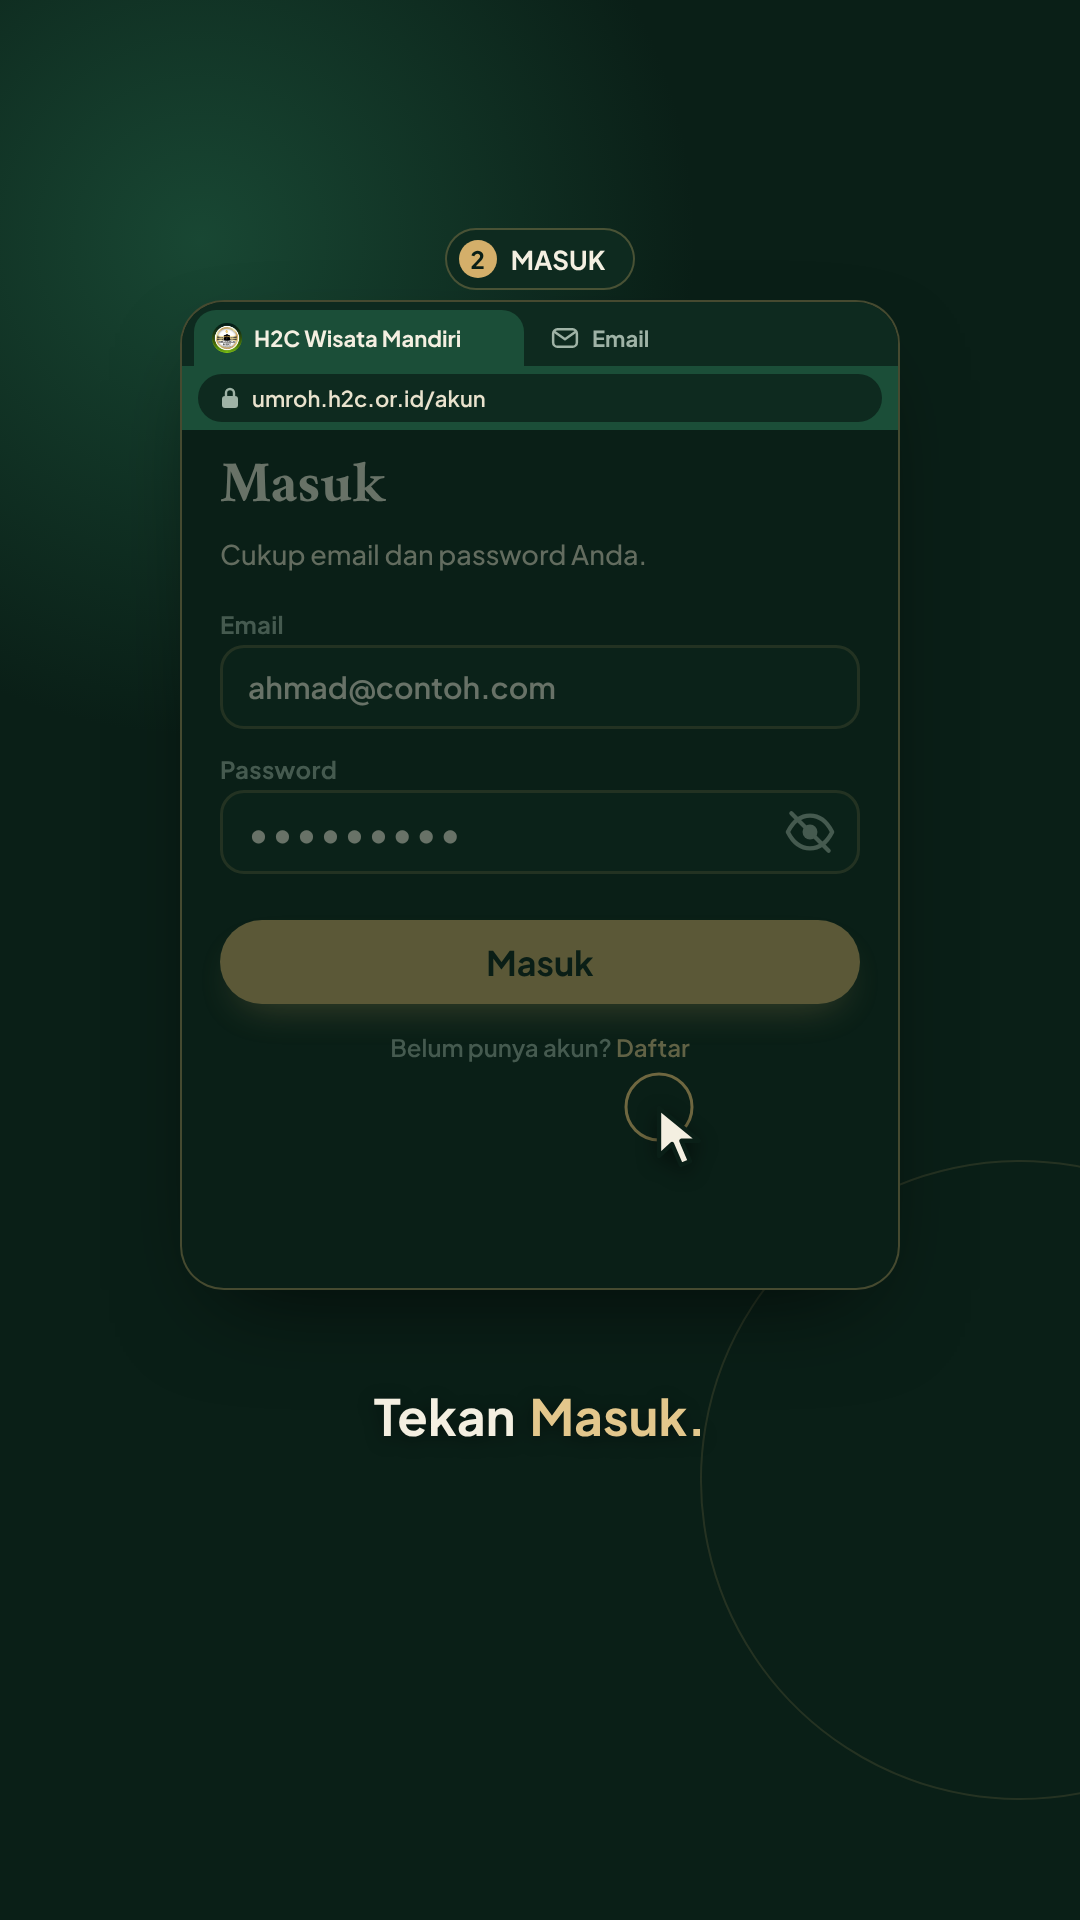 2 MASUK
H2C Wisata Mandiri
Email
umroh.h2c.or.id/akun
Masuk
Cukup email dan password Anda.
Email
ahmad@contoh.com
Password
•••••••••
Masuk
Belum punya akun? Daftar
Tekan Masuk.